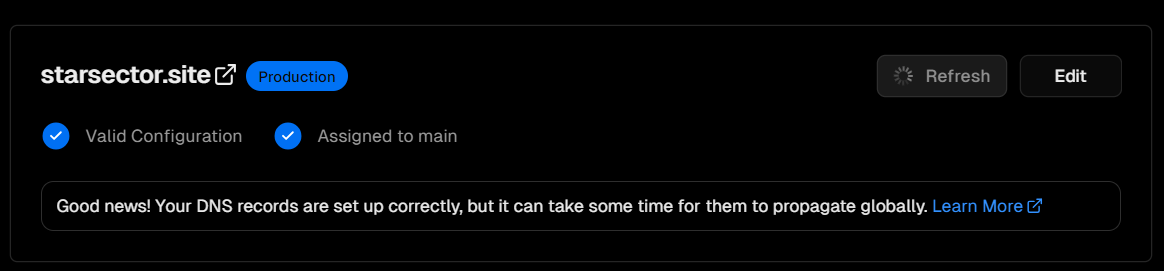 starsector.site Production Refresh Edit
Valid Configuration Assigned to main
Good news! Your DNS records are set up correctly, but it can take some time for them to propagate globally. Learn More